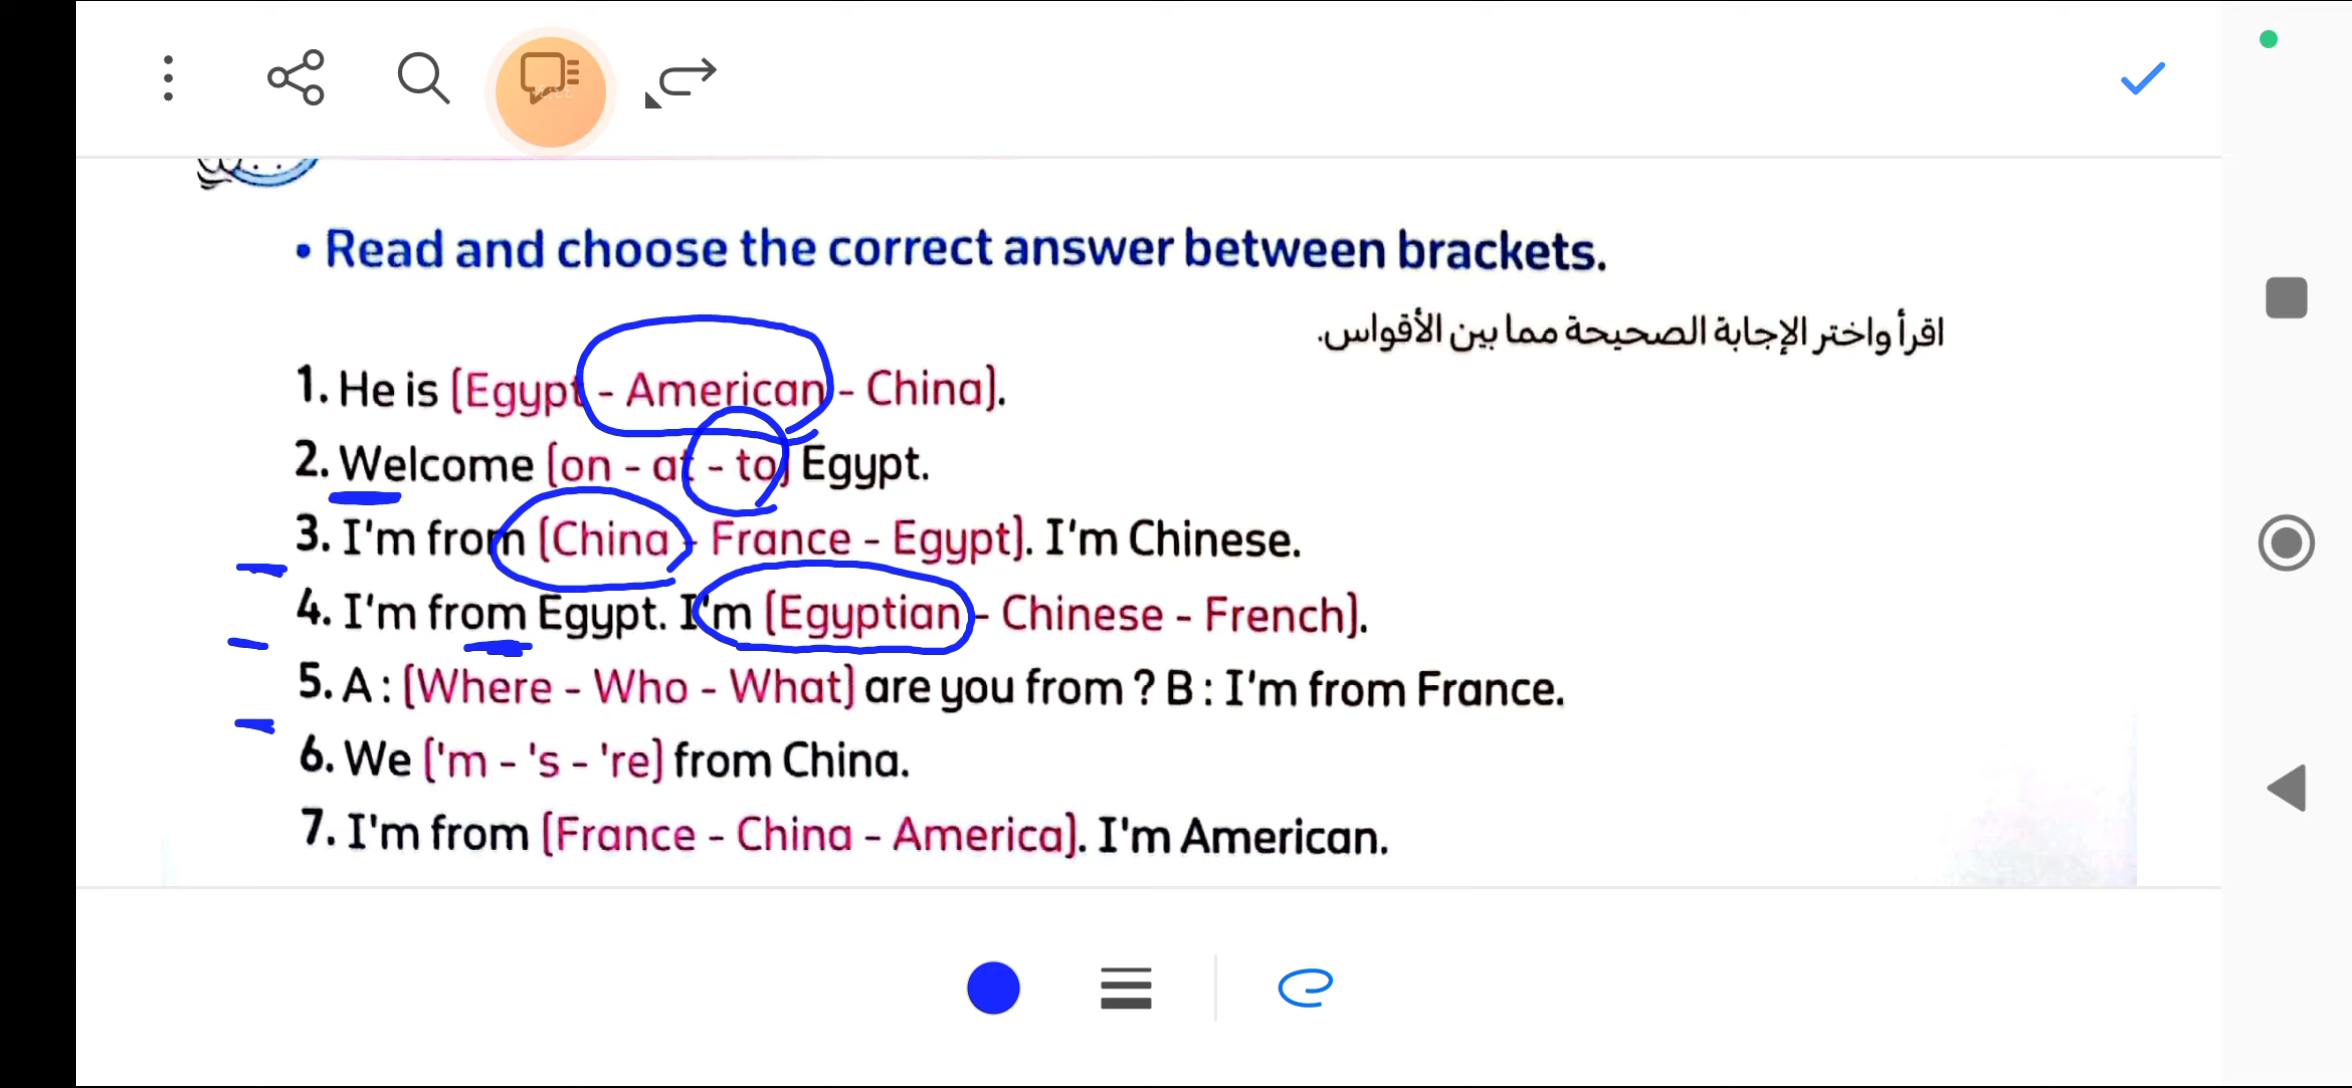 • Read and choose the correct answer between brackets.
اقرأ واختر الإجابة الصحيحة مما بين الأقواس.
1. He is (Egypt - American - China).
2. Welcome (on - at - to) Egypt.
3. I'm from (China - France - Egypt). I'm Chinese.
4. I'm from Egypt. I'm (Egyptian - Chinese - French).
5. A : (Where - Who - What) are you from ? B : I'm from France.
6. We ('m - 's - 're) from China.
7. I'm from (France - China - America). I'm American.